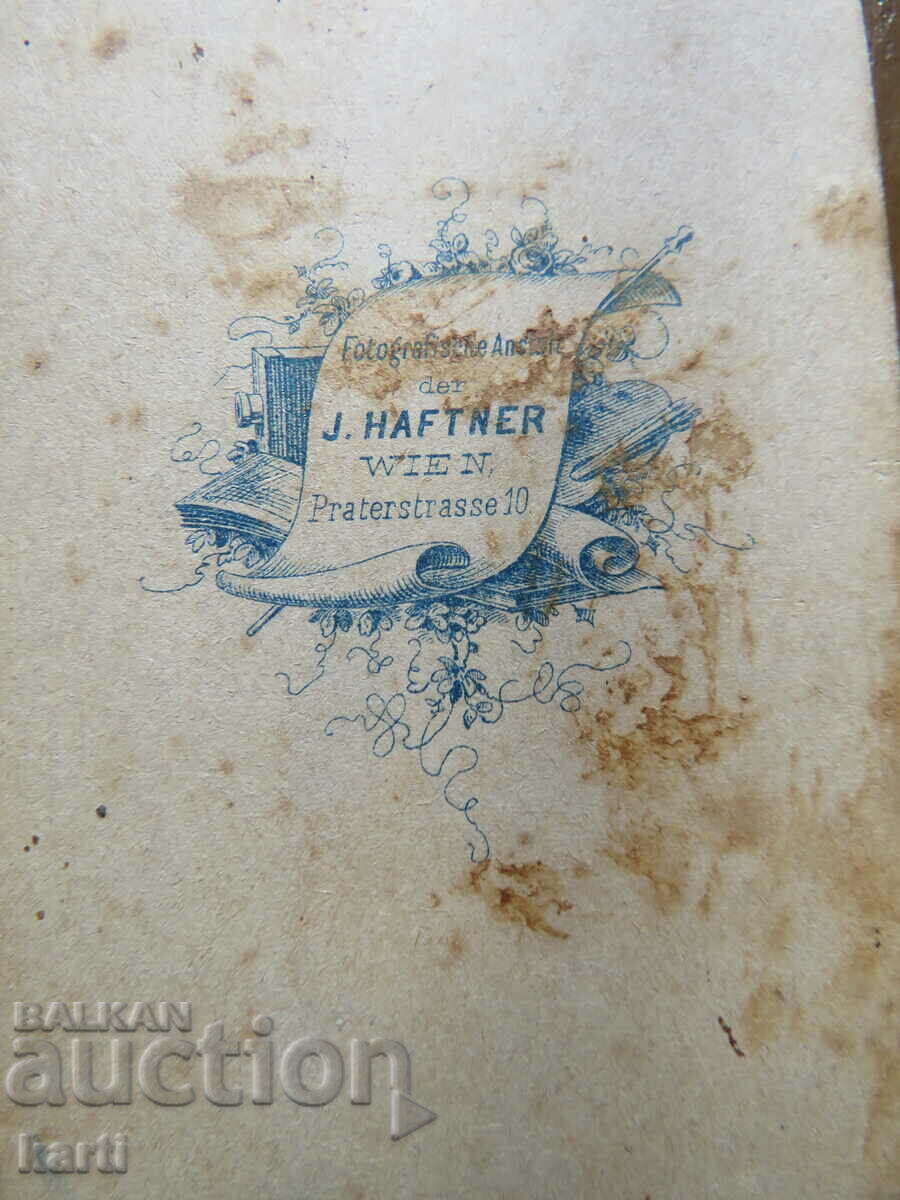 Fotografische Anstalt
der
J. HAFTNER
WIEN,
Praterstrasse 10
BALKAN
auction
karti